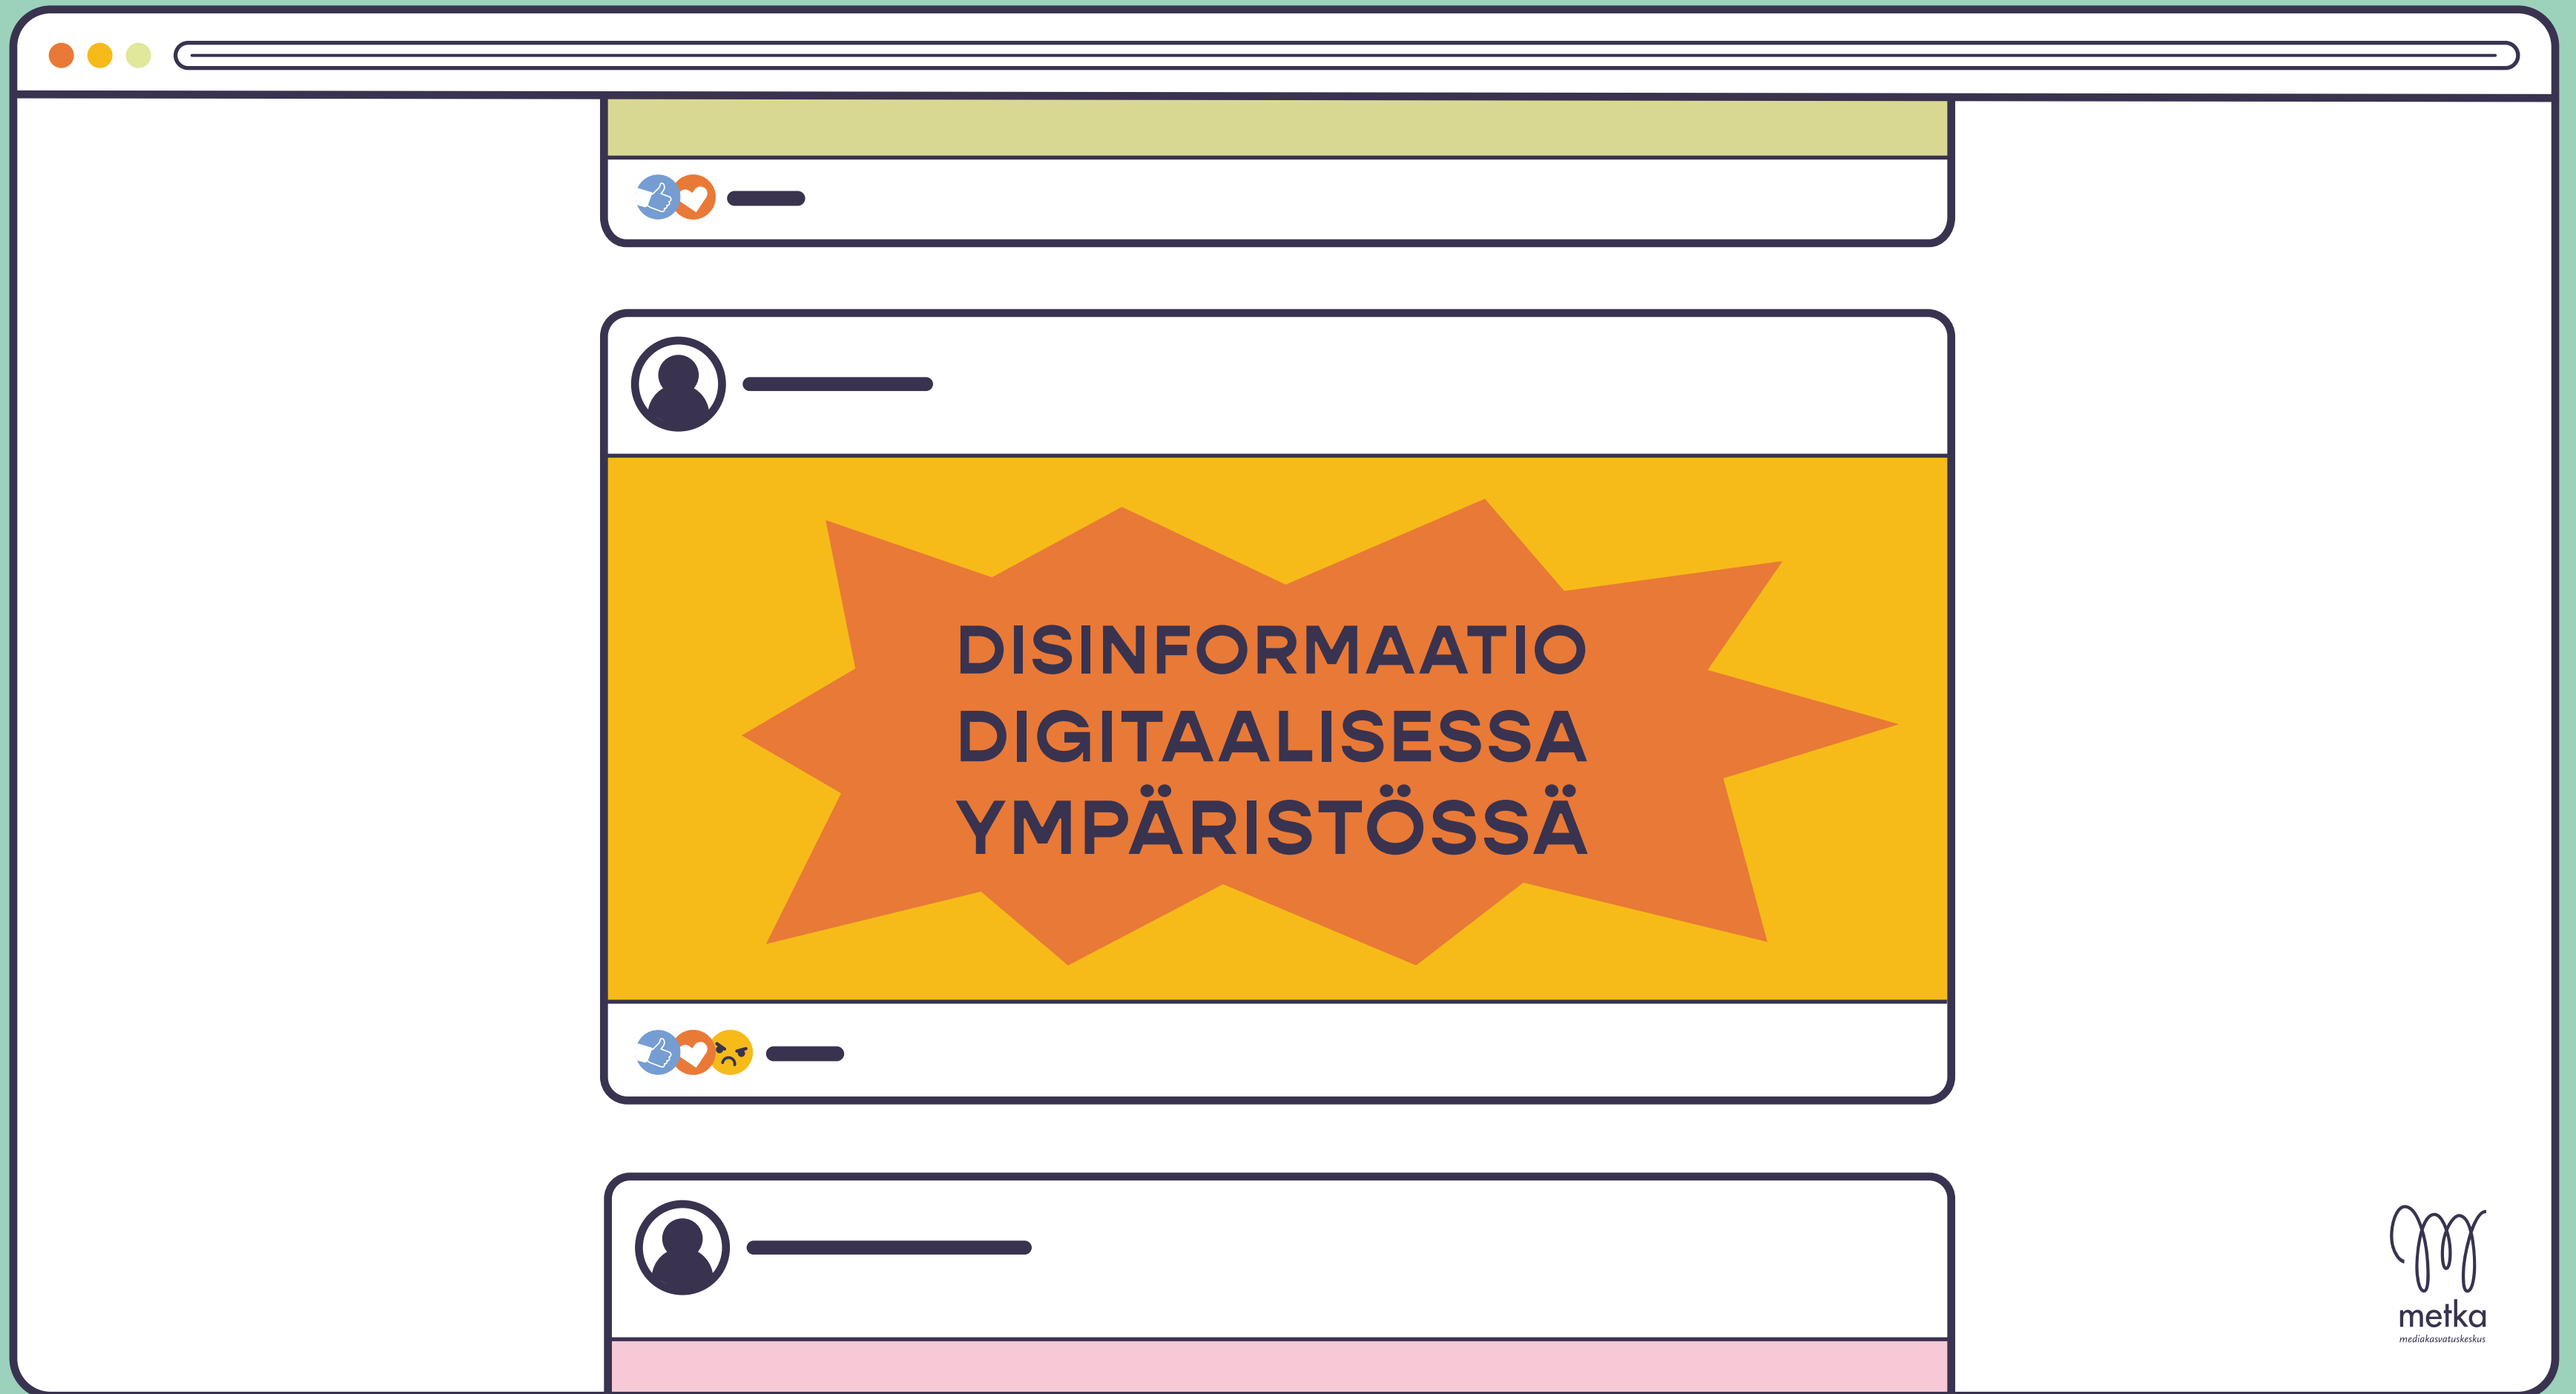 DISINFORMAATIO
DIGITAALISESSA
YMPÄRISTÖSSÄ
metka
mediakasvatuskeskus